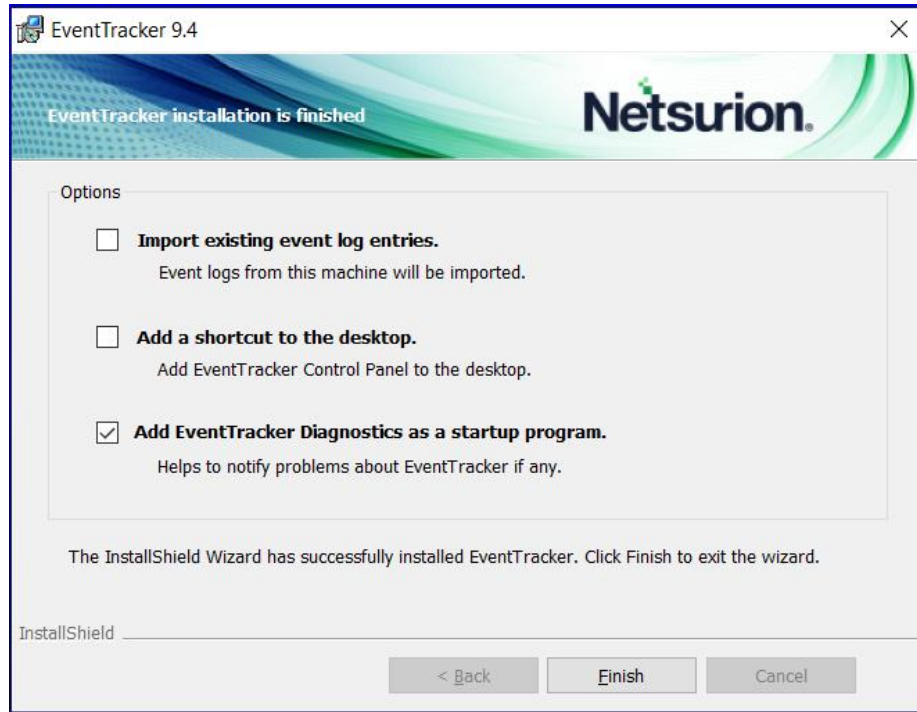 EventTracker 9.4
EventTracker installation is finished
Netsurion.
Options
Import existing event log entries.
Event logs from this machine will be imported.
Add a shortcut to the desktop.
Add EventTracker Control Panel to the desktop.
Add EventTracker Diagnostics as a startup program.
Helps to notify problems about EventTracker if any.
The InstallShield Wizard has successfully installed EventTracker. Click Finish to exit the wizard.
InstallShield
< Back
Finish
Cancel